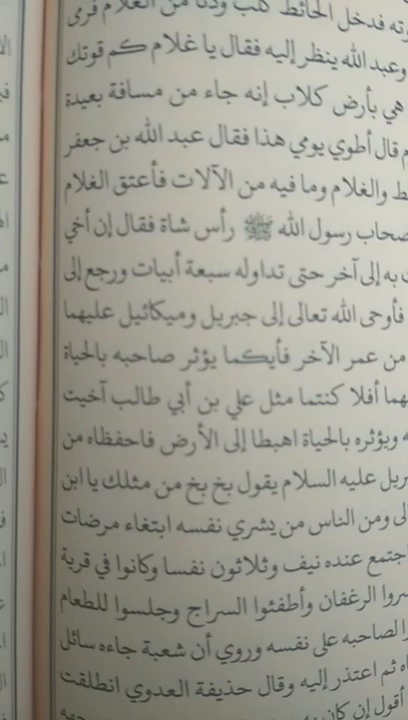 فدخل الحائط كلب ودنا من الغلام فرمى
وعبد الله ينظر إليه فقال يا غلام كم قوتك
هي بأرض كلاب إنه جاء من مسافة بعيدة
قال أطوي يومي هذا فقال عبد الله بن جعفر
والغلام وما فيه من الآلات فأعتق الغلام
رسول الله ﷺ رأس شاة فقال إن أخي
به إلى آخر حتى تداوله سبعة أبيات ورجع إلى
فأوحى الله تعالى إلى جبريل وميكائيل عليهما
من عمر الآخر فأيكما يؤثر صاحبه بالحياة
أفلا كنتما مثل علي بن أبي طالب آخيت
ويؤثره بالحياة اهبطا إلى الأرض فاحفظاه من
عليه السلام يقول بخ بخ من مثلك يا ابن
ومن الناس من يشري نفسه ابتغاء مرضات
اجتمع عنده نيف وثلاثون نفسا وكانوا في قرية
الرغفان وأطفئوا السراج وجلسوا للطعام
لصاحبه على نفسه وروي أن شعبة جاءه سائل
ثم اعتذر إليه وقال حذيفة العدوي انطلقت
أقول إن كان به